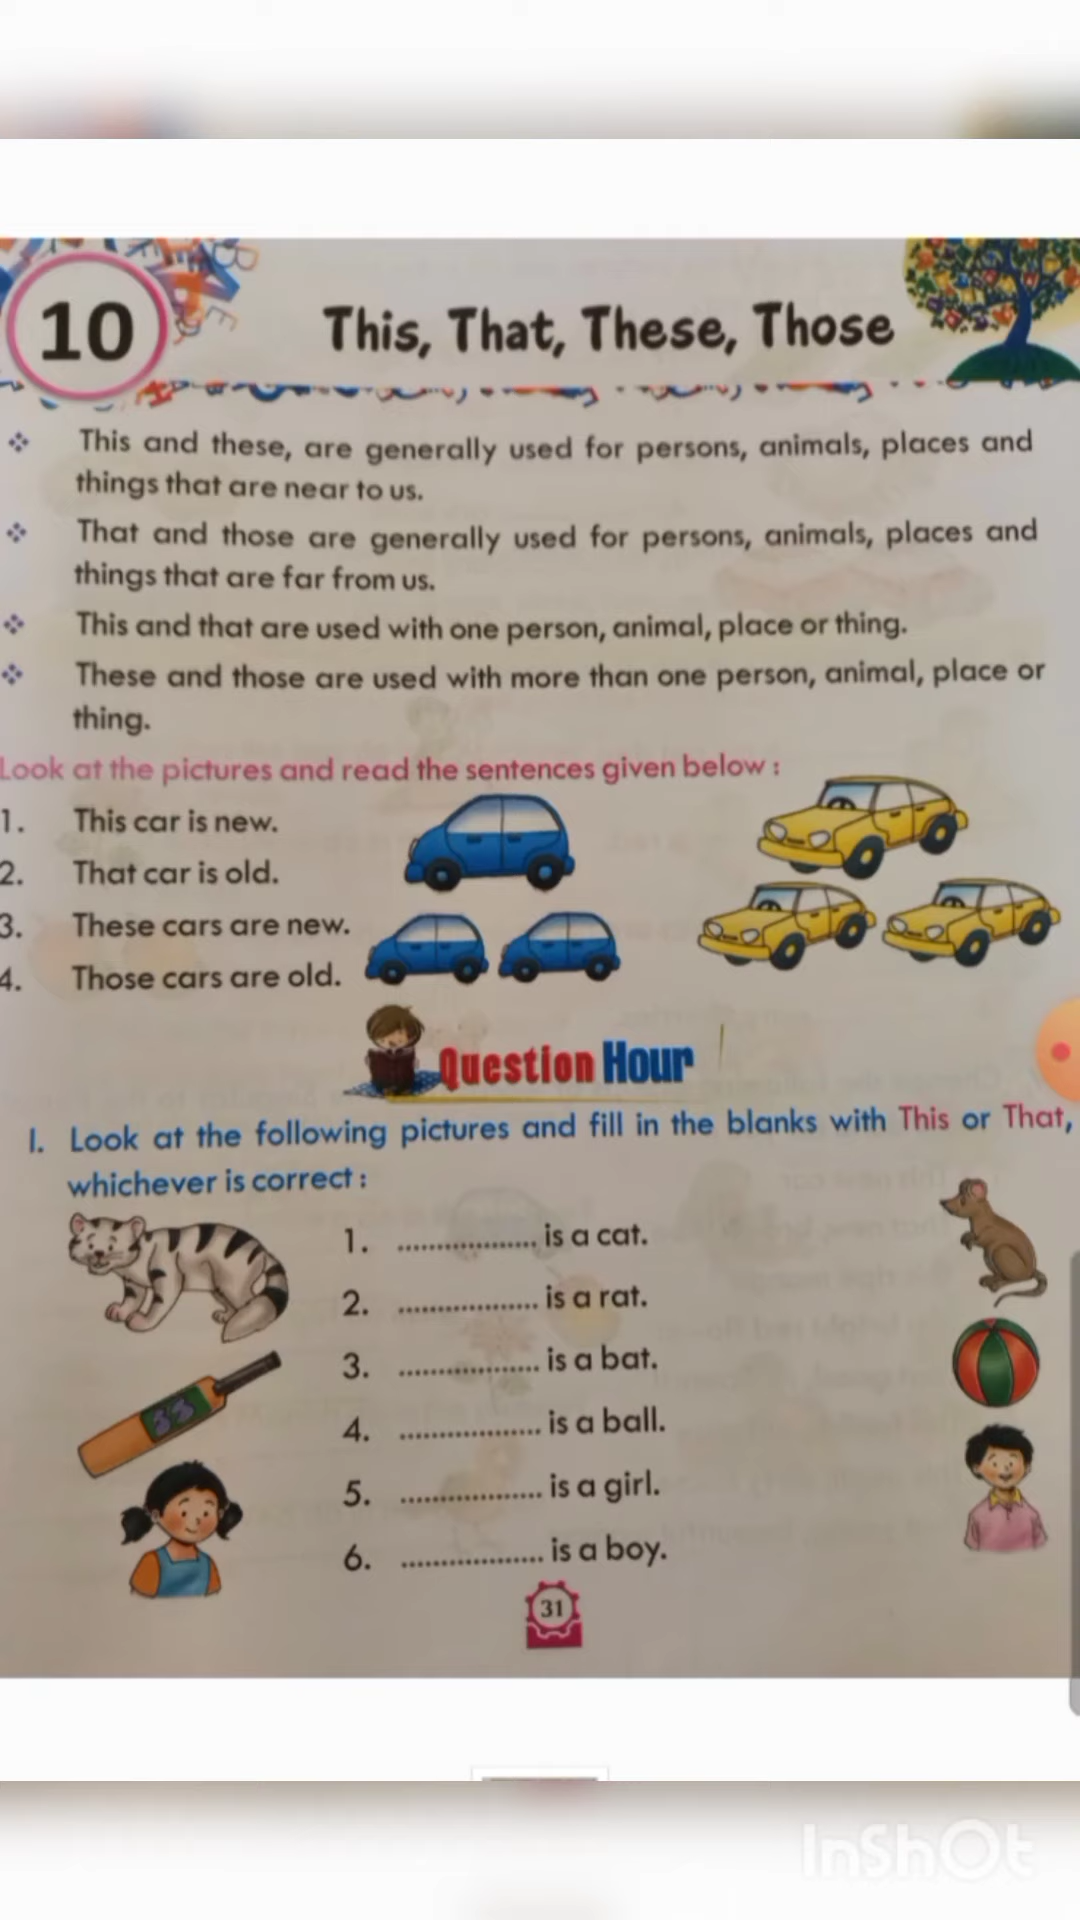 10
This, That, These, Those
❖ This and these, are generally used for persons, animals, places and
things that are near to us.
❖ That and those are generally used for persons, animals, places and
things that are far from us.
❖ This and that are used with one person, animal, place or thing.
❖ These and those are used with more than one person, animal, place or
thing.
Look at the pictures and read the sentences given below :
1. This car is new.
2. That car is old.
3. These cars are new.
4. Those cars are old.
Question Hour
I. Look at the following pictures and fill in the blanks with This or That,
whichever is correct :
1. .................. is a cat.
2. .................. is a rat.
3. .................. is a bat.
4. .................. is a ball.
5. .................. is a girl.
6. .................. is a boy.
31
InShOt